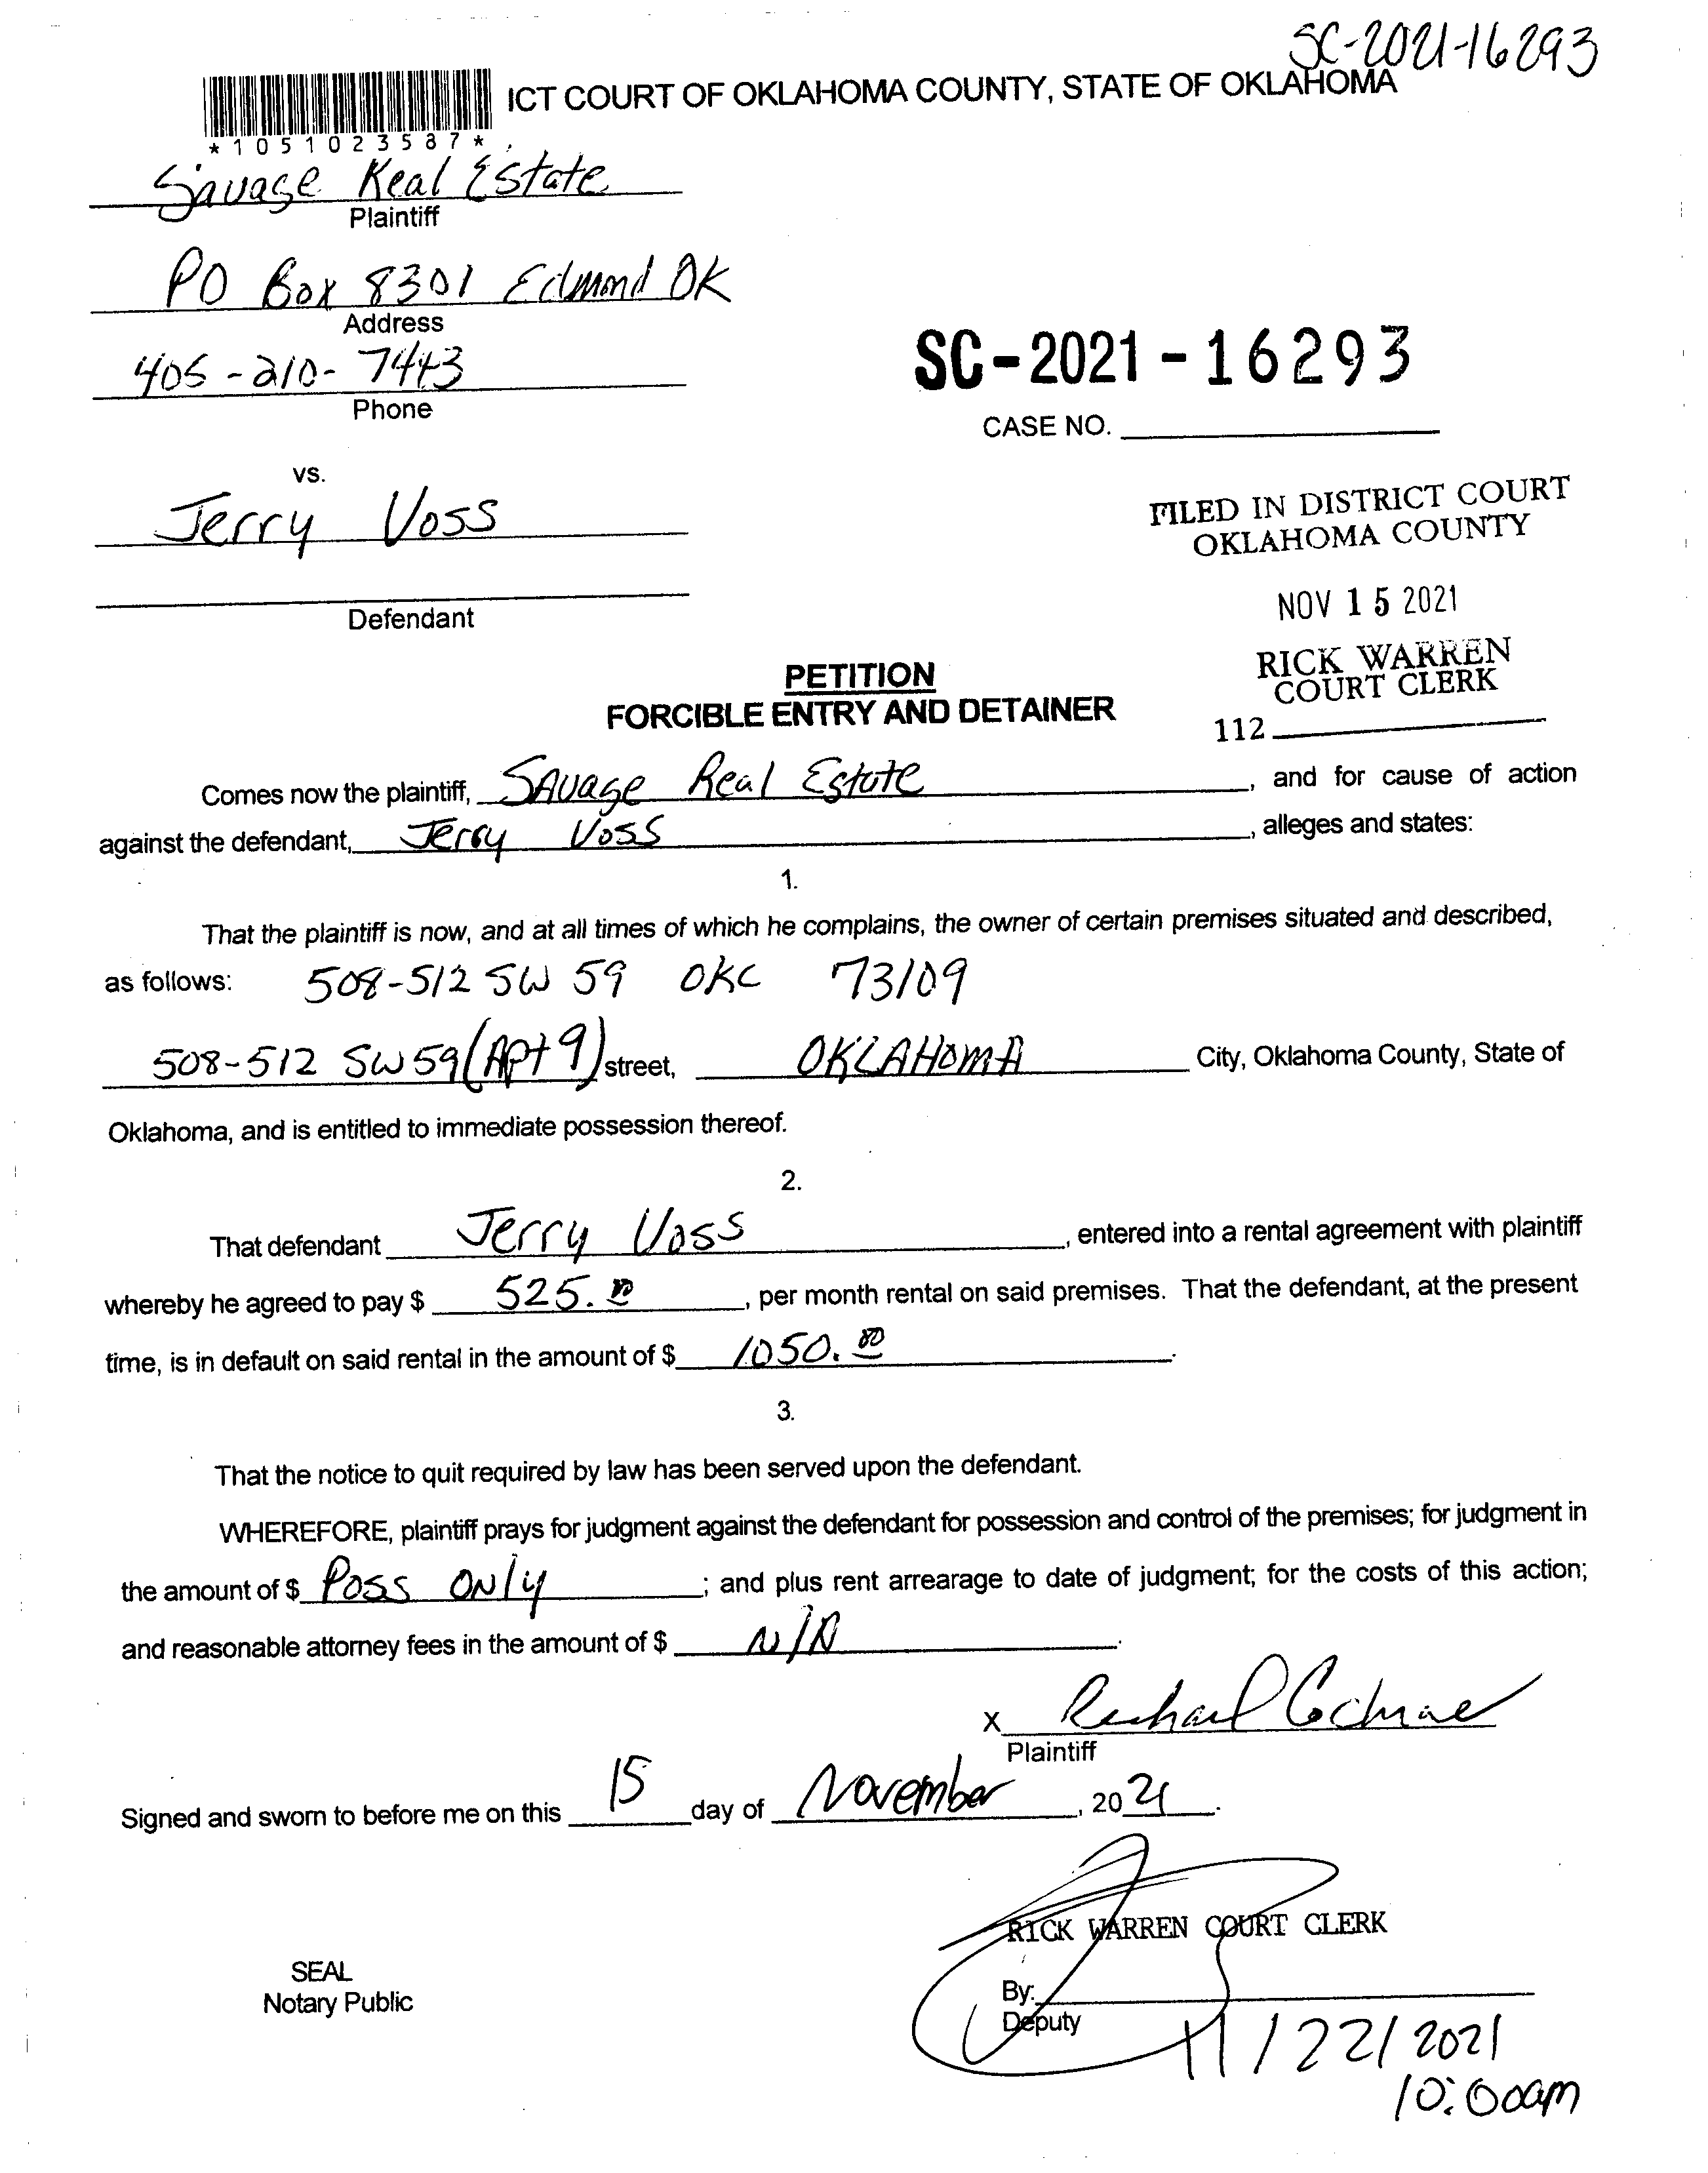 SC-2021-16293
ICT COURT OF OKLAHOMA COUNTY, STATE OF OKLAHOMA
*1051023587*
Savage Real Estate
Plaintiff
PO Box 8301 Edmond OK
Address
405-210-7443
Phone
SC-2021-16293
CASE NO.
vs.
Jerry Voss
Defendant
FILED IN DISTRICT COURT
OKLAHOMA COUNTY
NOV 15 2021
RICK WARREN
COURT CLERK
112
PETITION
FORCIBLE ENTRY AND DETAINER
Comes now the plaintiff, Savage Real Estate, and for cause of action
against the defendant, Jerry Voss, alleges and states:
1.
That the plaintiff is now, and at all times of which he complains, the owner of certain premises situated and described,
as follows: 508-512 SW 59 OKC 73109
508-512 SW 59 (Apt 9) street, OKLAHOMA City, Oklahoma County, State of
Oklahoma, and is entitled to immediate possession thereof.
2.
That defendant Jerry Voss, entered into a rental agreement with plaintiff
whereby he agreed to pay $ 525.00, per month rental on said premises. That the defendant, at the present
time, is in default on said rental in the amount of $ 1050.00.
3.
That the notice to quit required by law has been served upon the defendant.
WHEREFORE, plaintiff prays for judgment against the defendant for possession and control of the premises; for judgment in
the amount of $ Poss Only; and plus rent arrearage to date of judgment; for the costs of this action;
and reasonable attorney fees in the amount of $ N/A.
X
Plaintiff
Signed and sworn to before me on this 15 day of November, 2021.
RICK WARREN COURT CLERK
SEAL
Notary Public
By:
Deputy
11/22/2021
10:00am